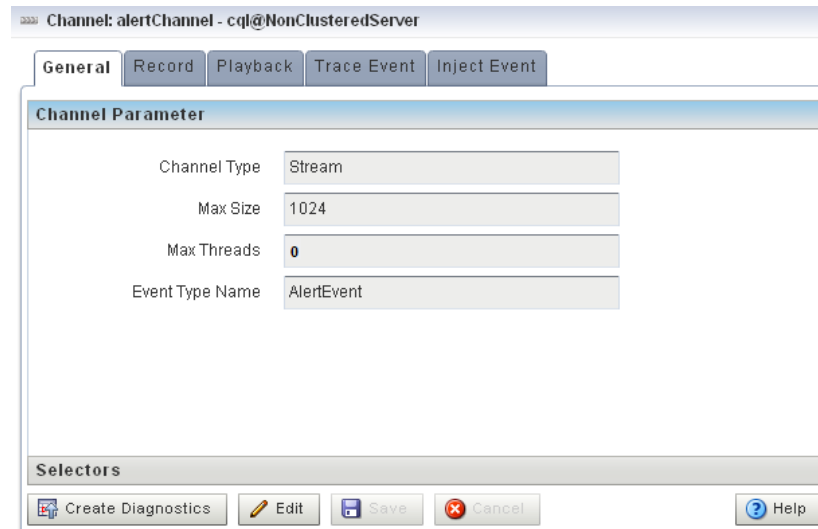 Channel: alertChannel - cql@NonClusteredServer
General Record Playback Trace Event Inject Event
Channel Parameter
Channel Type Stream
Max Size 1024
Max Threads 0
Event Type Name AlertEvent
Selectors
Create Diagnostics Edit Save Cancel Help